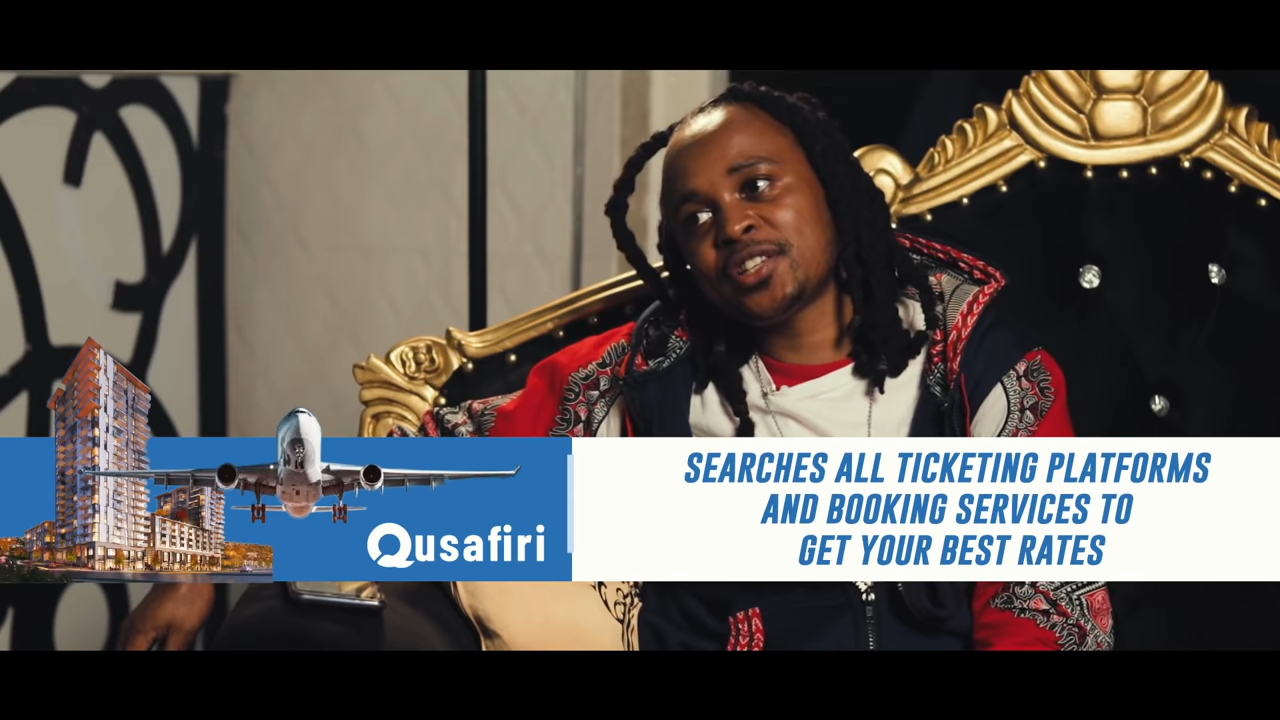 Qusafiri
SEARCHES ALL TICKETING PLATFORMS
AND BOOKING SERVICES TO
GET YOUR BEST RATES